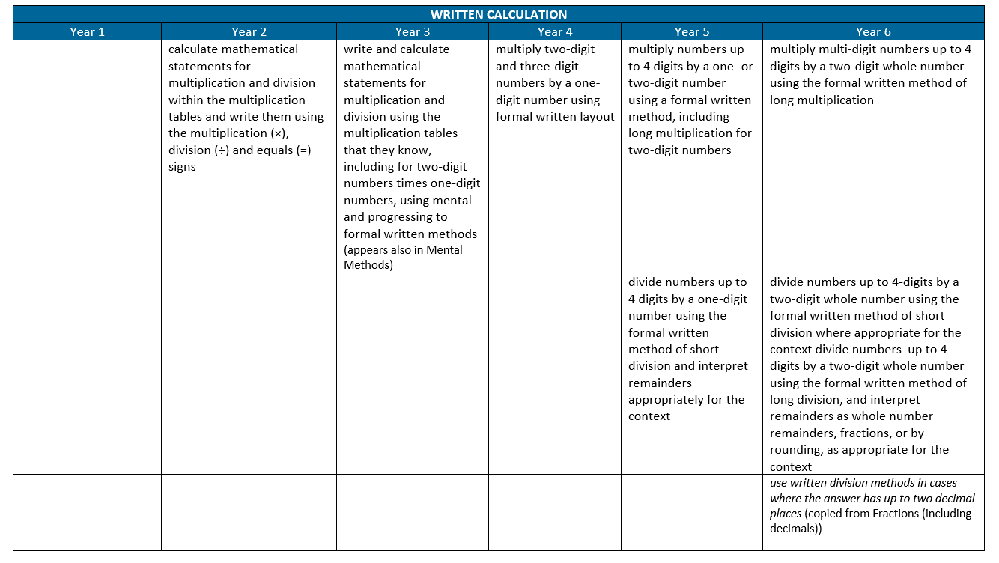 WRITTEN CALCULATION
Year 1
Year 2
Year 3
Year 4
Year 5
Year 6
calculate mathematical
statements for
multiplication and division
within the multiplication
tables and write them using
the multiplication (×),
division (÷) and equals (=)
signs
write and calculate
mathematical
statements for
multiplication and
division using the
multiplication tables
that they know,
including for two-digit
numbers times one-digit
numbers, using mental
and progressing to
formal written methods
(appears also in Mental
Methods)
multiply two-digit
and three-digit
numbers by a one-
digit number using
formal written layout
multiply numbers up
to 4 digits by a one- or
two-digit number
using a formal written
method, including
long multiplication for
two-digit numbers
multiply multi-digit numbers up to 4
digits by a two-digit whole number
using the formal written method of
long multiplication
divide numbers up to
4 digits by a one-digit
number using the
formal written
method of short
division and interpret
remainders
appropriately for the
context
divide numbers up to 4-digits by a
two-digit whole number using the
formal written method of short
division where appropriate for the
context divide numbers  up to 4
digits by a two-digit whole number
using the formal written method of
long division, and interpret
remainders as whole number
remainders, fractions, or by
rounding, as appropriate for the
context
use written division methods in cases
where the answer has up to two decimal
places (copied from Fractions (including
decimals))